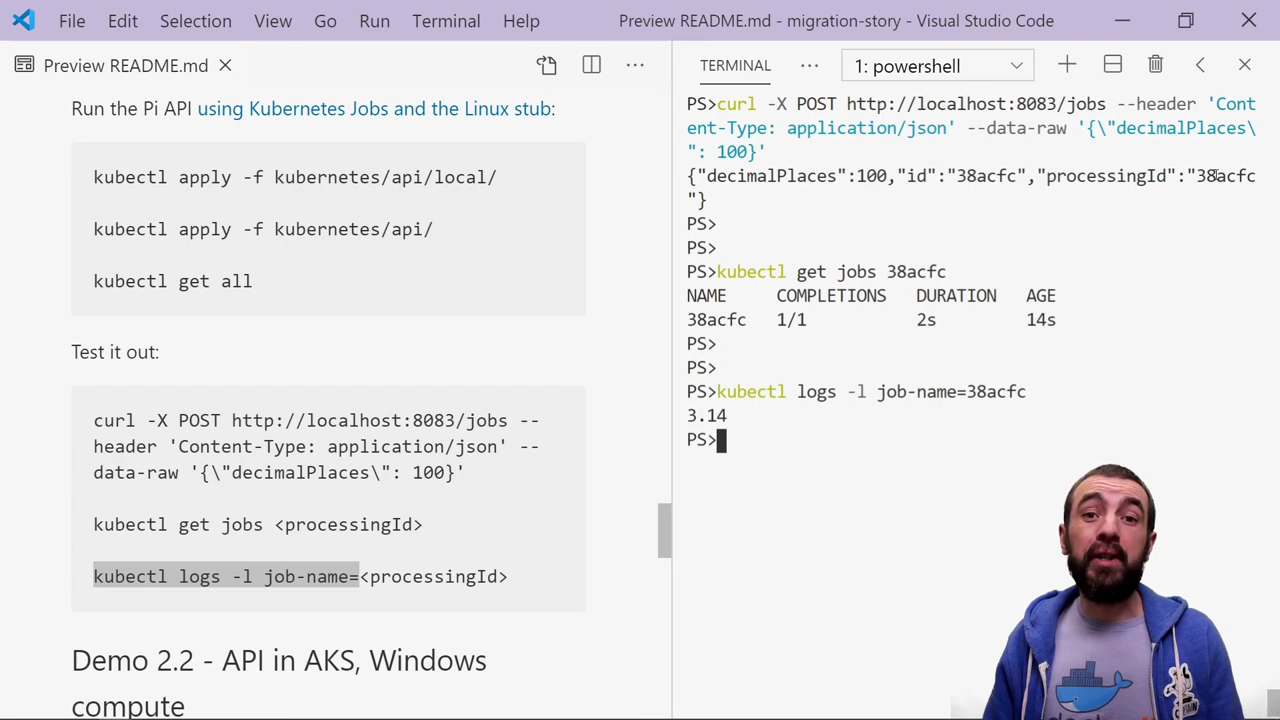 File Edit Selection View Go Run Terminal Help Preview README.md - migration-story - Visual Studio Code
Preview README.md
Run the Pi API using Kubernetes Jobs and the Linux stub:
kubectl apply -f kubernetes/api/local/
kubectl apply -f kubernetes/api/
kubectl get all
Test it out:
curl -X POST http://localhost:8083/jobs --
header 'Content-Type: application/json' --
data-raw '{\"decimalPlaces\": 100}'
kubectl get jobs <processingId>
kubectl logs -l job-name=<processingId>
Demo 2.2 - API in AKS, Windows
compute
TERMINAL ··· 1: powershell
PS>curl -X POST http://localhost:8083/jobs --header 'Cont
ent-Type: application/json' --data-raw '{\"decimalPlaces\
": 100}'
{"decimalPlaces":100,"id":"38acfc","processingId":"38acfc
"}
PS>
PS>
PS>kubectl get jobs 38acfc
NAME COMPLETIONS DURATION AGE
38acfc 1/1 2s 14s
PS>
PS>
PS>kubectl logs -l job-name=38acfc
3.14
PS>